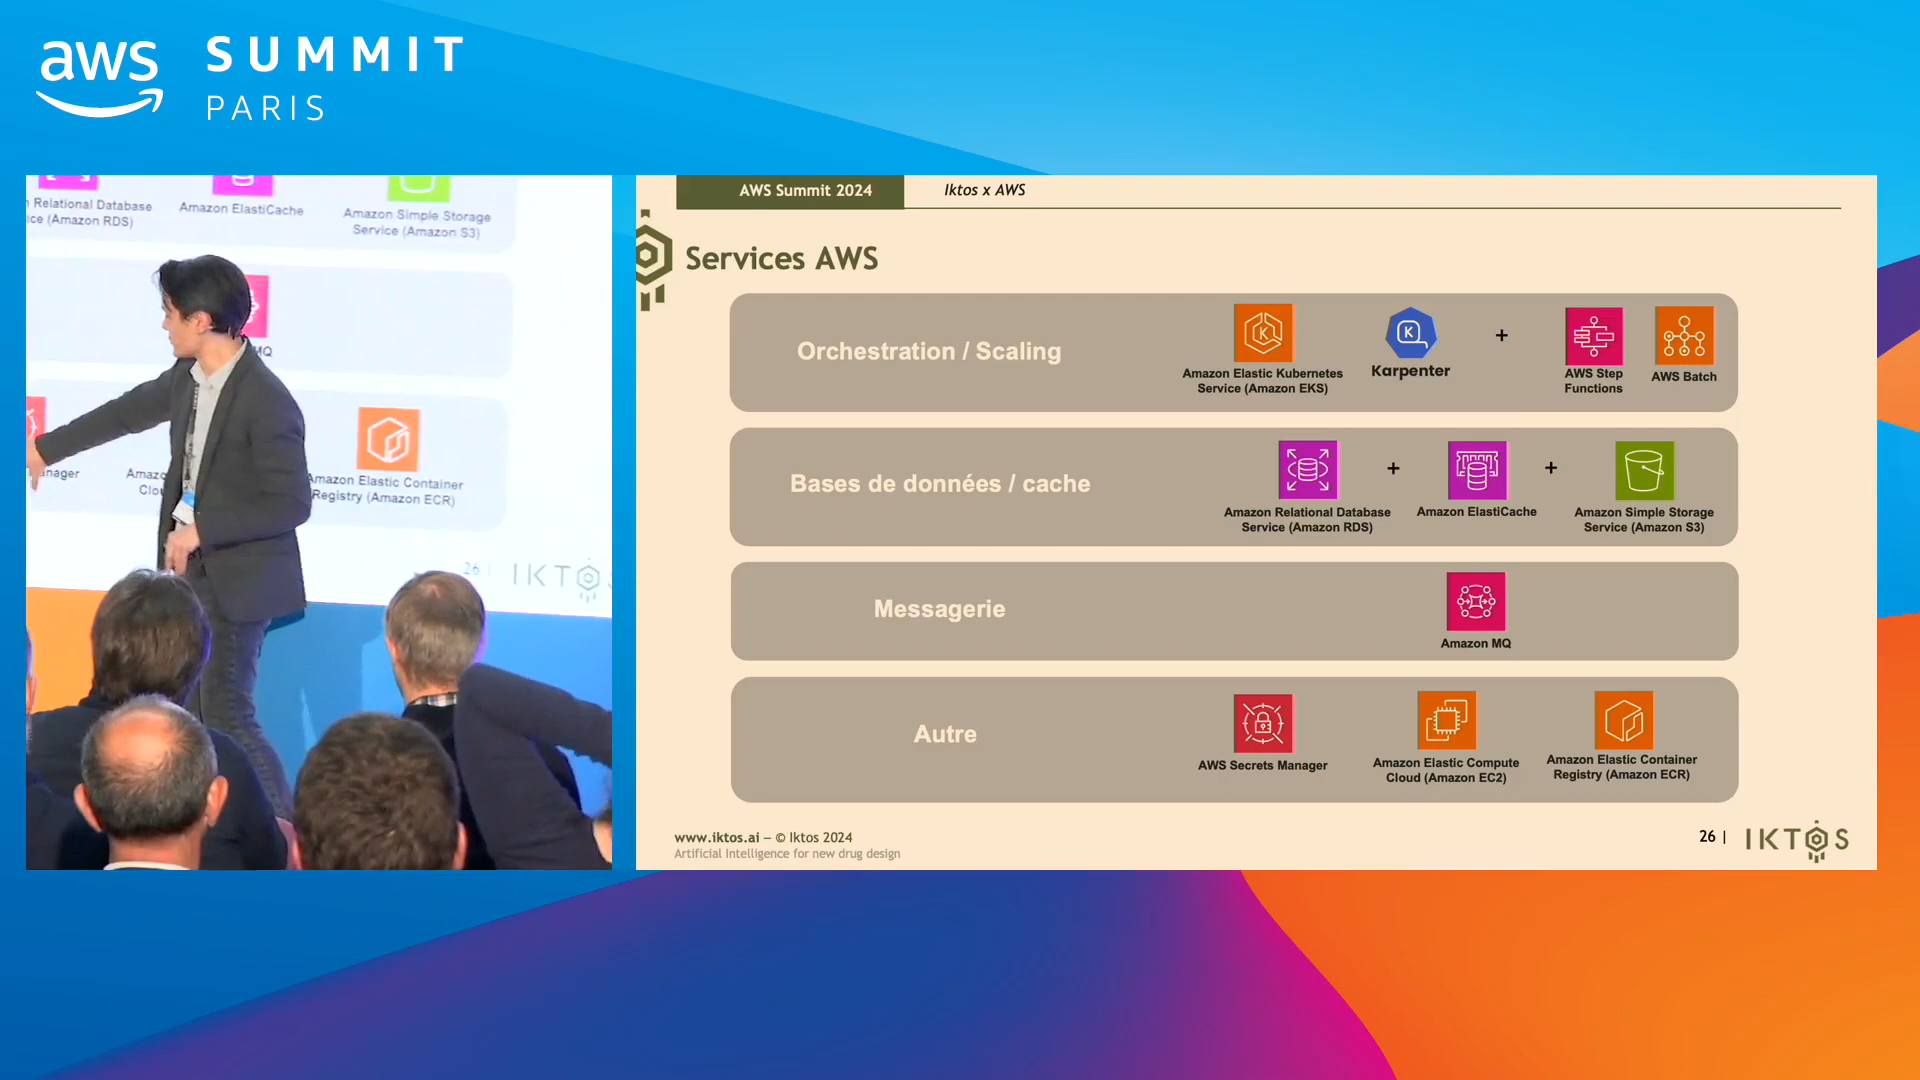 aws SUMMIT
PARIS
Relational Database
(Amazon RDS)
Amazon ElastiCache
Amazon Simple Storage
Service (Amazon S3)
MQ
Amazon Elastic Container
Registry (Amazon ECR)
26 |
IKTOS
AWS Summit 2024
Iktos x AWS
Services AWS
Orchestration / Scaling
Amazon Elastic Kubernetes
Service (Amazon EKS)
Karpenter
+
AWS Step
Functions
AWS Batch
Bases de données / cache
Amazon Relational Database
Service (Amazon RDS)
+
Amazon ElastiCache
+
Amazon Simple Storage
Service (Amazon S3)
Messagerie
Amazon MQ
Autre
AWS Secrets Manager
Amazon Elastic Compute
Cloud (Amazon EC2)
Amazon Elastic Container
Registry (Amazon ECR)
www.iktos.ai – © Iktos 2024
Artificial Intelligence for new drug design
26 |
IKTOS